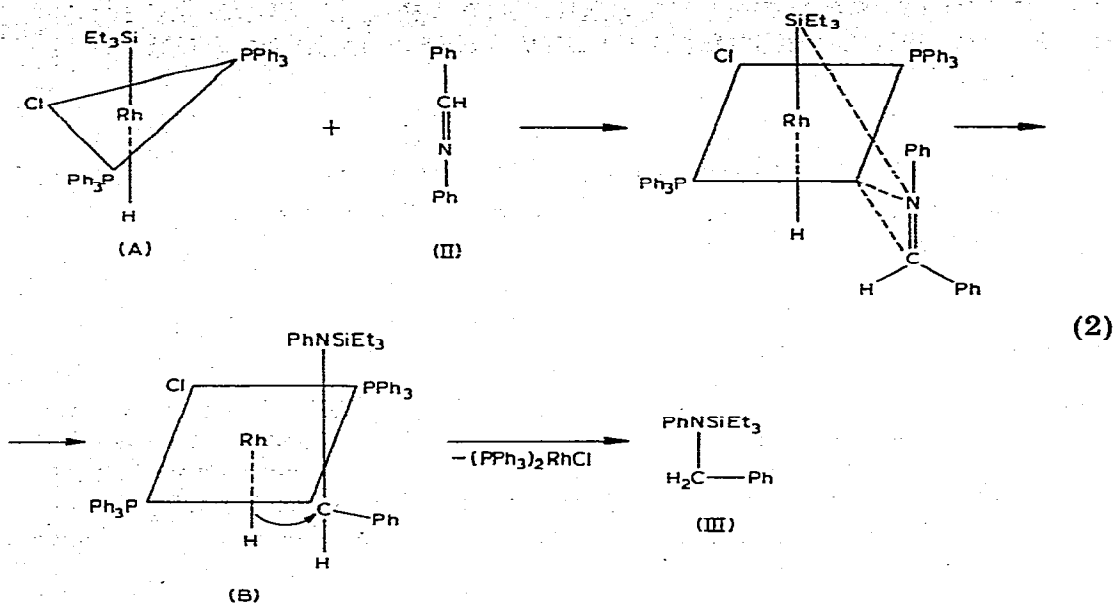 Et₃Si
PPh₃
Cl
Rh
Ph₃P
H
(A)
+
Ph
CH
N
Ph
(II)
SiEt₃
Cl
PPh₃
Rh
Ph
Ph₃P
N
H
C
H
Ph
(2)
PhNSiEt₃
Cl
PPh₃
Rh
Ph₃P
C
Ph
H
H
(B)
−(PPh₃)₂RhCl
PhNSiEt₃
H₂C
Ph
(III)